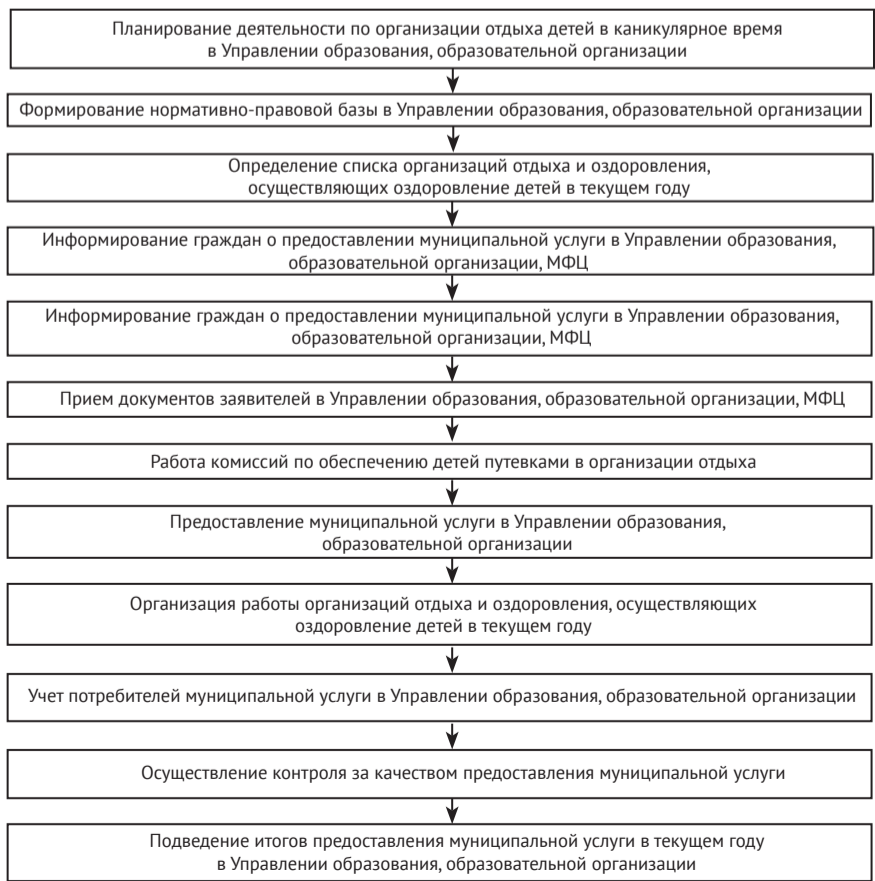 Планирование деятельности по организации отдыха детей в каникулярное время
в Управлении образования, образовательной организации
Формирование нормативно-правовой базы в Управлении образования, образовательной организации
Определение списка организаций отдыха и оздоровления,
осуществляющих оздоровление детей в текущем году
Информирование граждан о предоставлении муниципальной услуги в Управлении образования,
образовательной организации, МФЦ
Информирование граждан о предоставлении муниципальной услуги в Управлении образования,
образовательной организации, МФЦ
Прием документов заявителей в Управлении образования, образовательной организации, МФЦ
Работа комиссий по обеспечению детей путевками в организации отдыха
Предоставление муниципальной услуги в Управлении образования,
образовательной организации
Организация работы организаций отдыха и оздоровления, осуществляющих
оздоровление детей в текущем году
Учет потребителей муниципальной услуги в Управлении образования, образовательной организации
Осуществление контроля за качеством предоставления муниципальной услуги
Подведение итогов предоставления муниципальной услуги в текущем году
в Управлении образования, образовательной организации